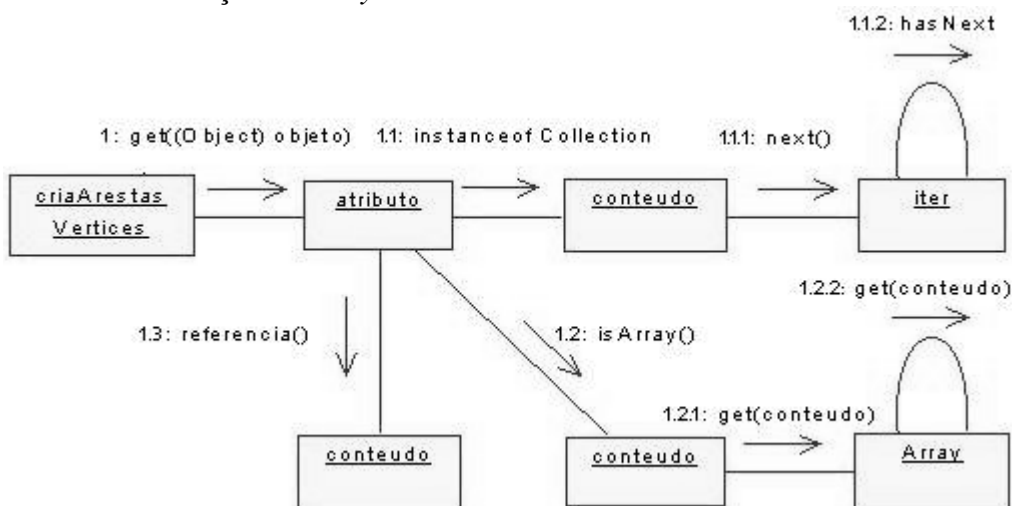 1.1.2: hasNext
1: get((Object) objeto)
1.1: instanceof Collection
1.1.1: next()
criaArestas
Vertices
atributo
conteudo
iter
1.2.2: get(conteudo)
1.3: referencia()
1.2: isArray()
1.2.1: get(conteudo)
conteudo
conteudo
Array